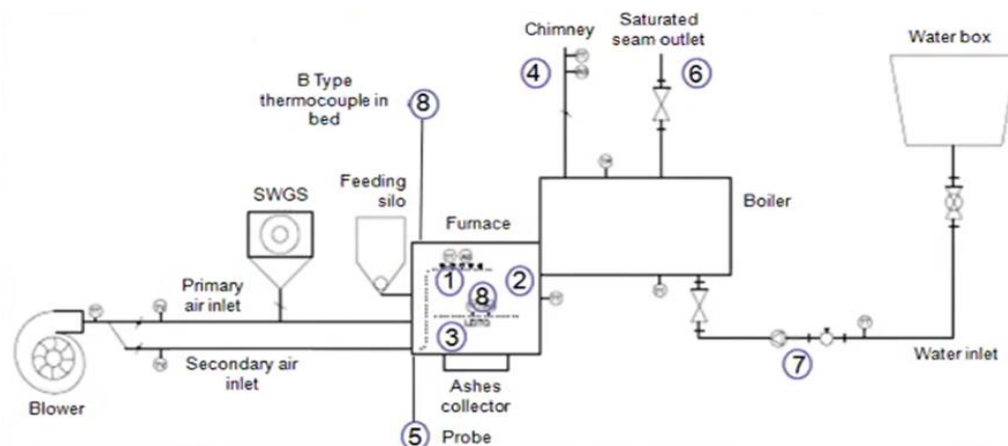 Chimney
4
Saturated
seam outlet
6
Water box
B Type
thermocouple in
bed
8
SWGS
Feeding
silo
Furnace
Boiler
1
2
8
3
Primary
air inlet
Secondary air
inlet
Blower
Ashes
collector
5
Probe
7
Water inlet